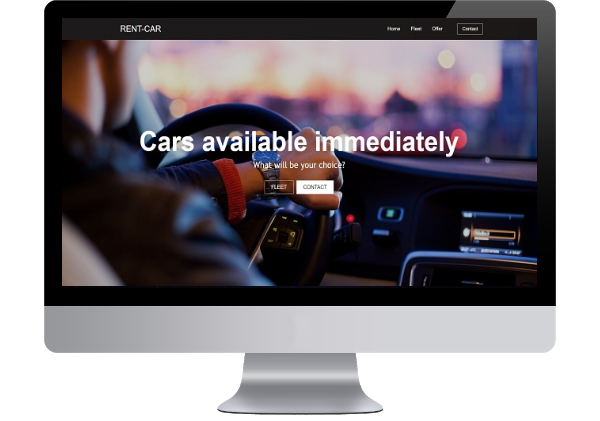 RENT-CAR
Home Fleet Offer Contact
Cars available immediately
What will be your choice?
FLEET CONTACT